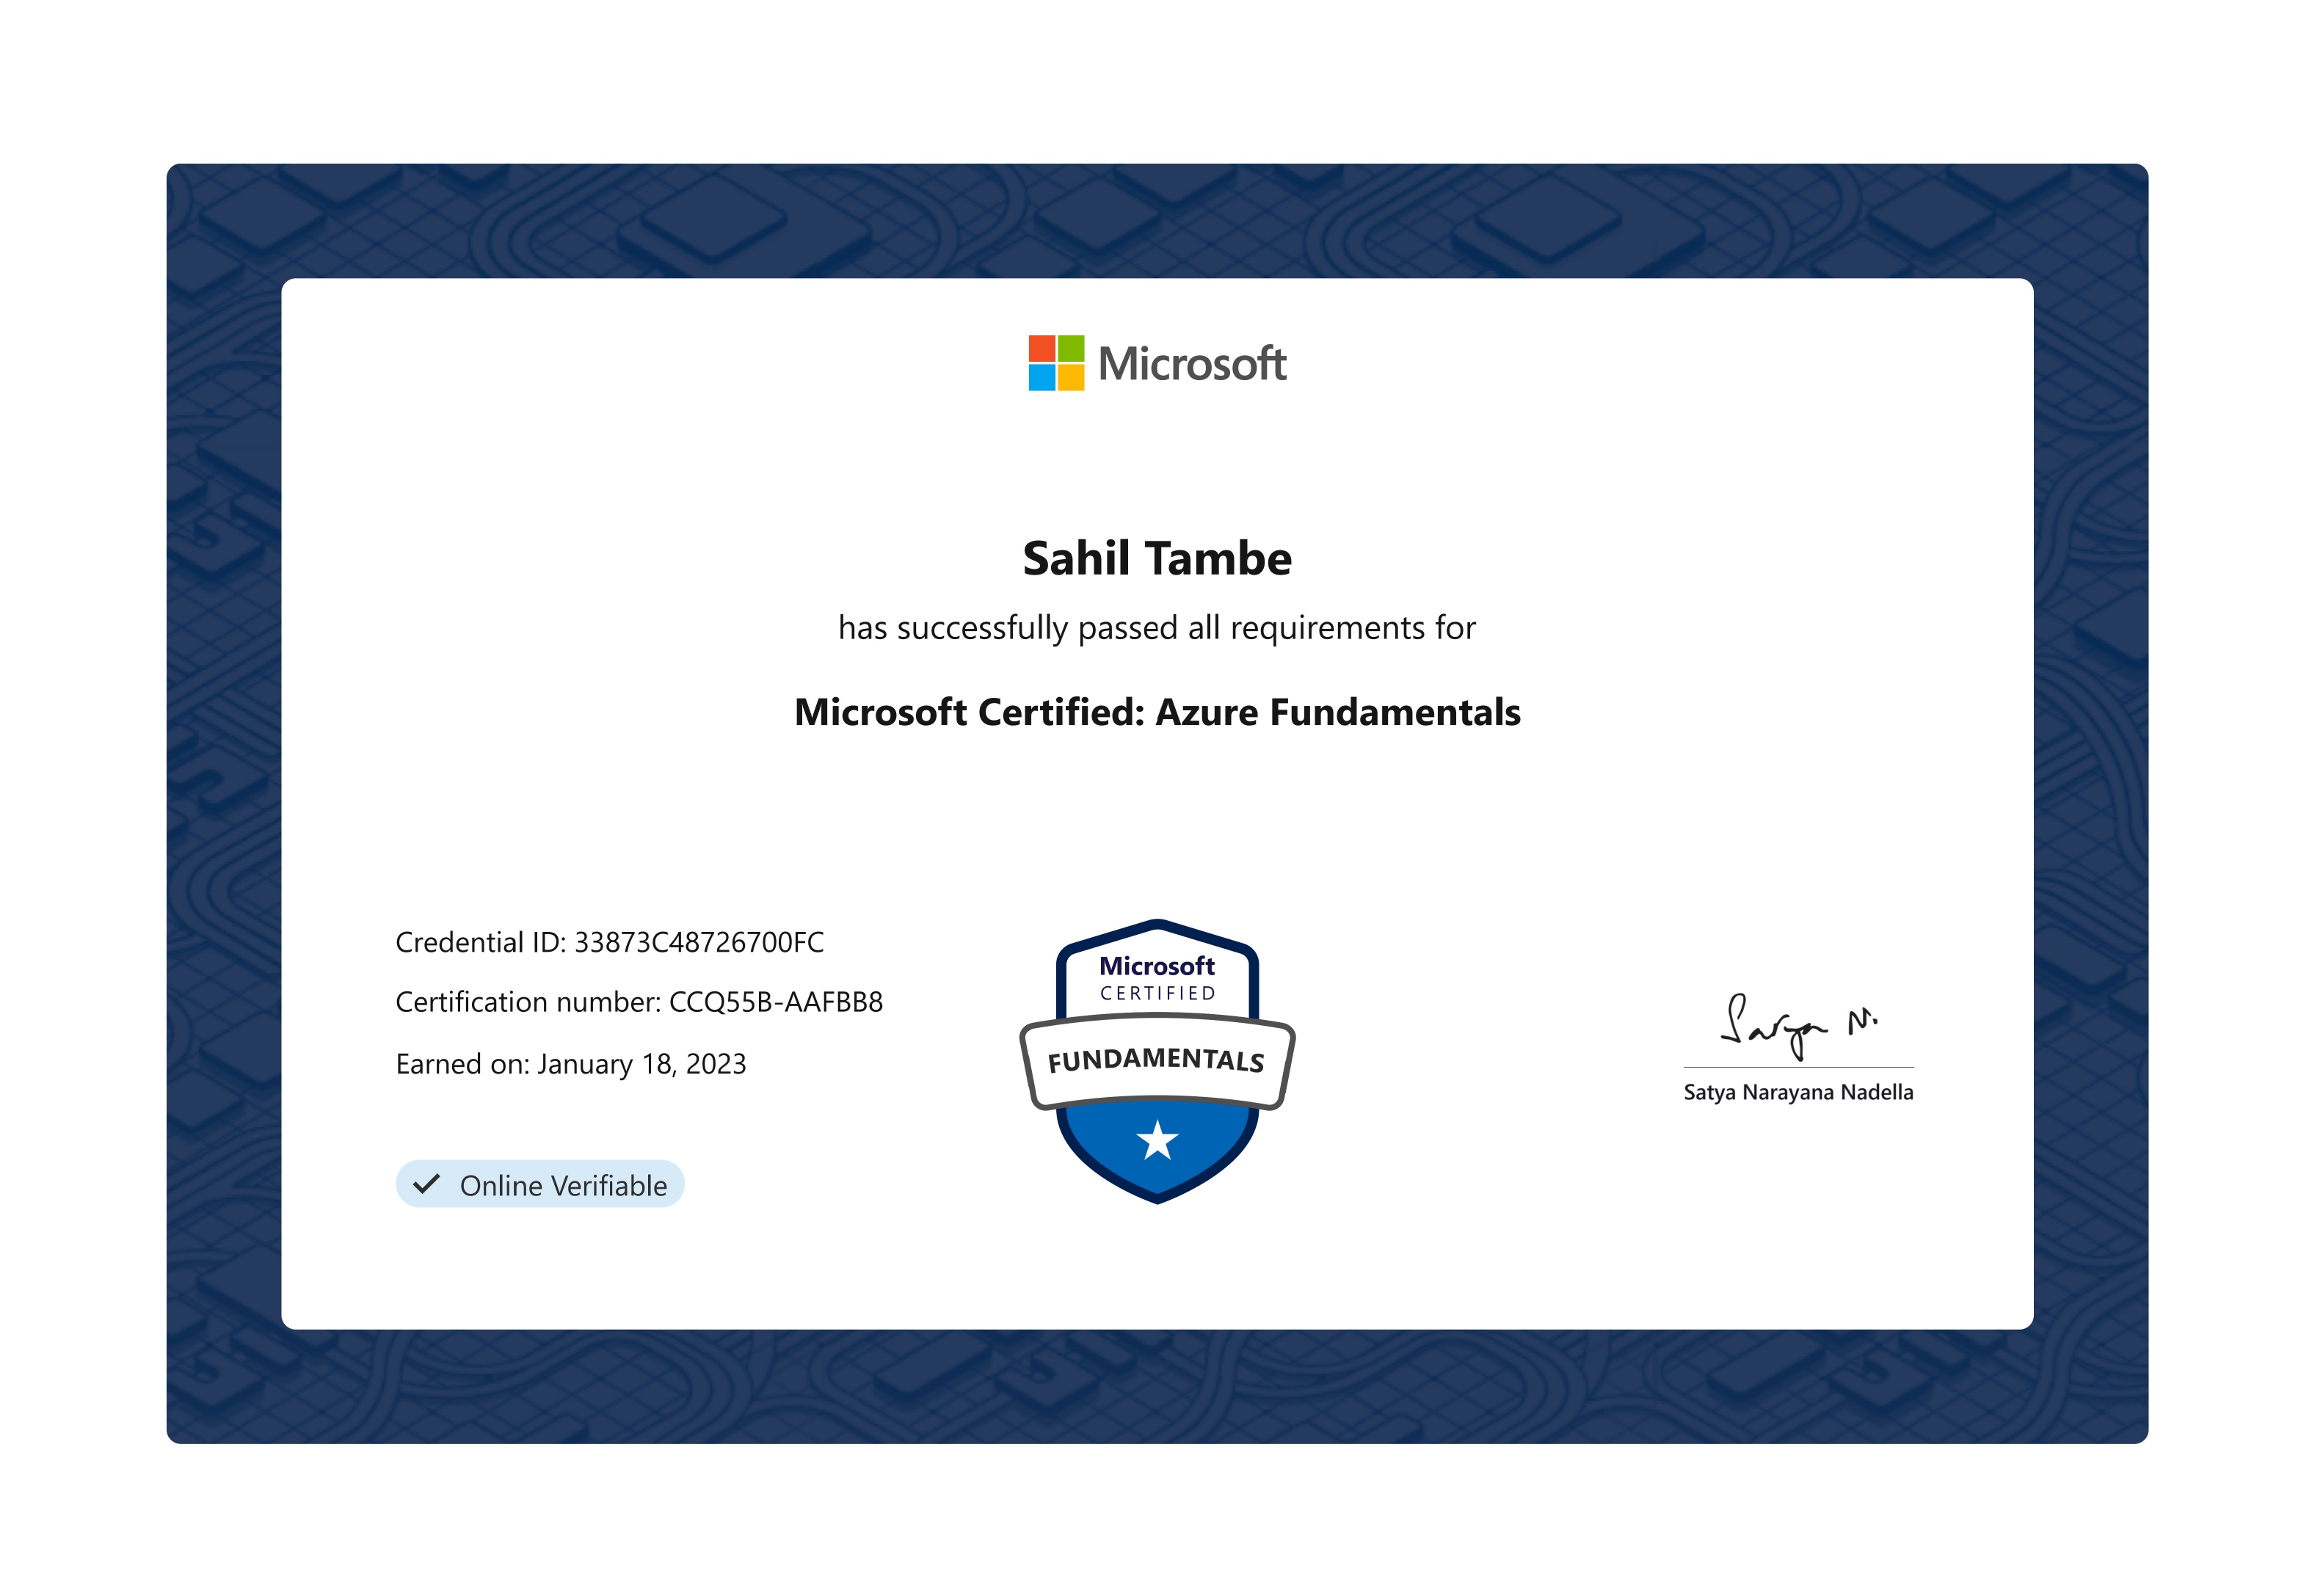 Microsoft
Sahil Tambe
has successfully passed all requirements for
Microsoft Certified: Azure Fundamentals
Credential ID: 33873C48726700FC
Certification number: CCQ55B-AAFBB8
Earned on: January 18, 2023
Online Verifiable
Microsoft
CERTIFIED
FUNDAMENTALS
Satya N.
Satya Narayana Nadella